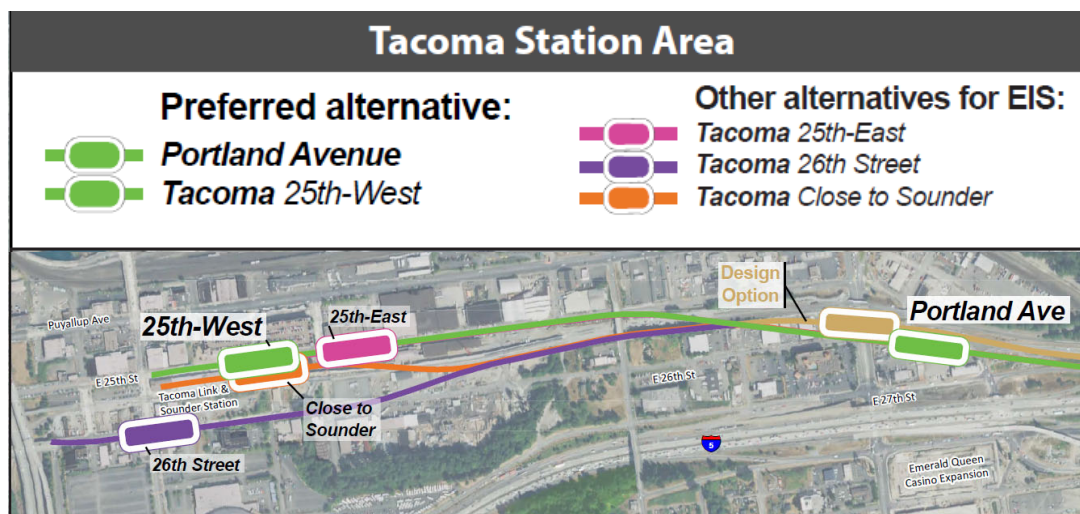 Tacoma Station Area
Preferred alternative:
Portland Avenue
Tacoma 25th-West
Other alternatives for EIS:
Tacoma 25th-East
Tacoma 26th Street
Tacoma Close to Sounder
Puyallup Ave
25th-West
25th-East
Design
Option
Portland Ave
E 25th St
Tacoma Link &
Sounder Station
Close to
Sounder
26th Street
E 26th St
E 27th St
5
Emerald Queen
Casino Expansion